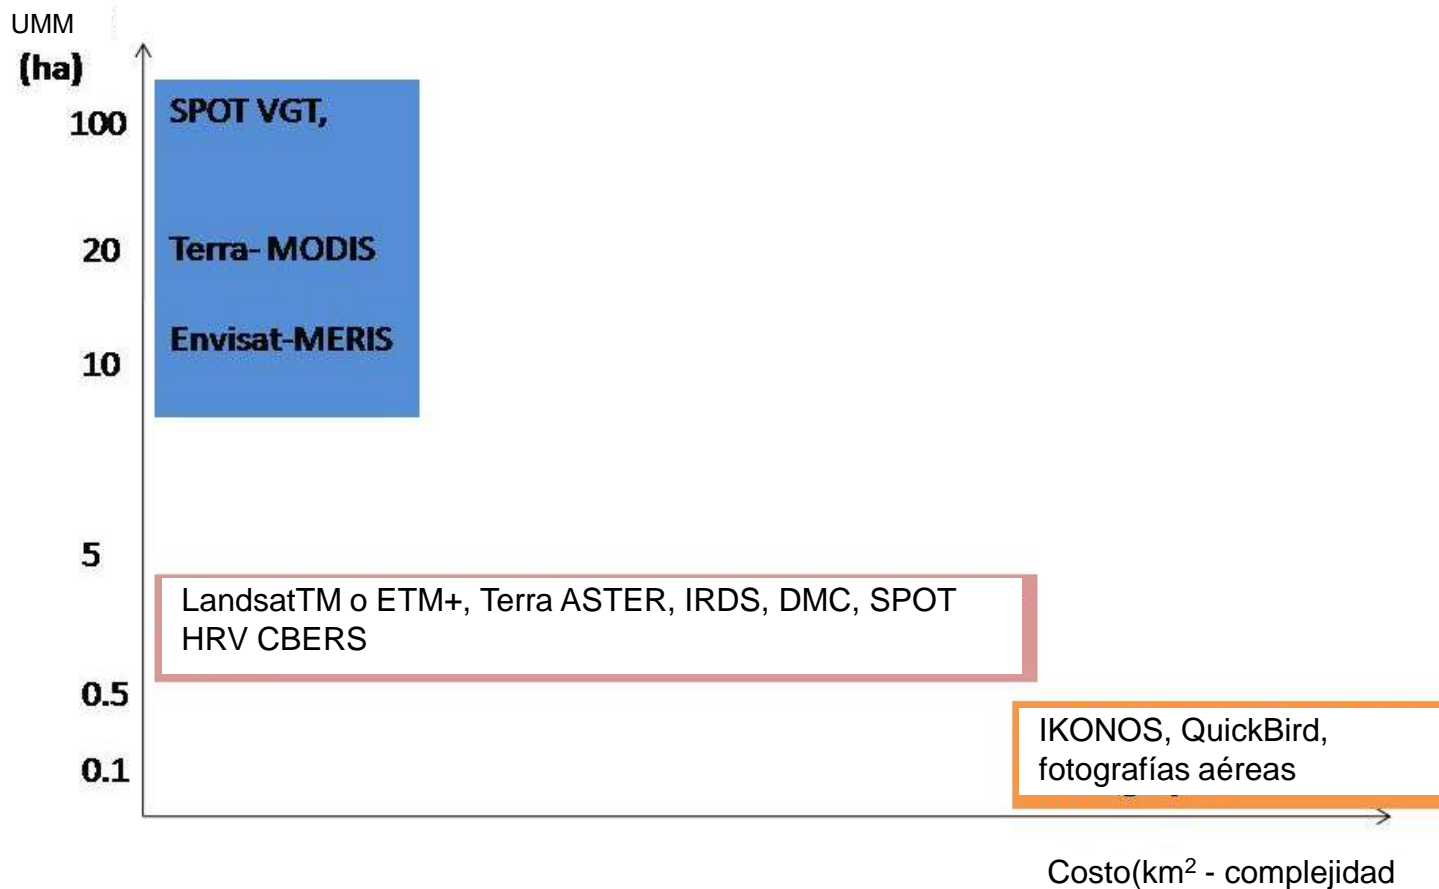 UMM
(ha)
100
SPOT VGT,
20
Terra- MODIS
Envisat-MERIS
10
5
LandsatTM o ETM+, Terra ASTER, IRDS, DMC, SPOT
HRV CBERS
0.5
IKONOS, QuickBird,
fotografías aéreas
0.1
Costo(km² - complejidad